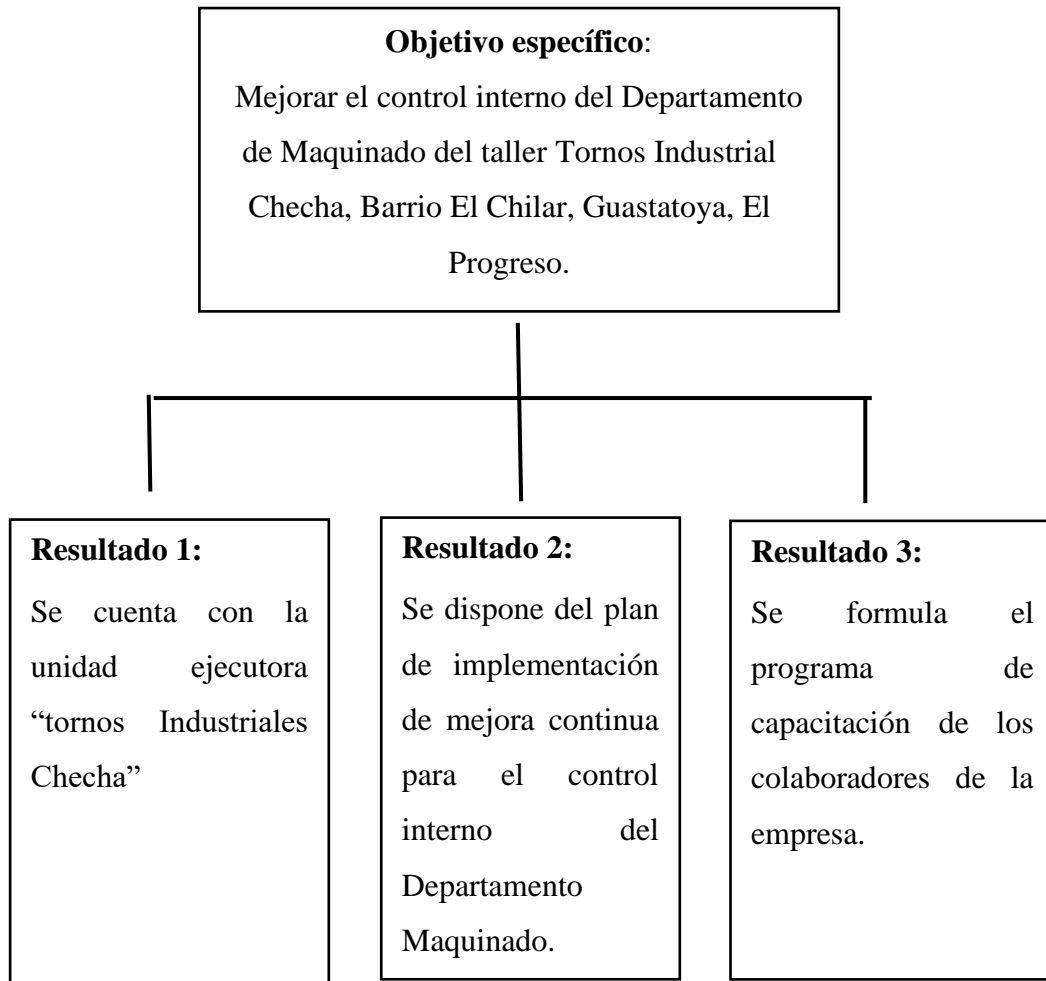 Objetivo específico:
Mejorar el control interno del Departamento
de Maquinado del taller Tornos Industrial
Checha, Barrio El Chilar, Guastatoya, El
Progreso.
Resultado 1:
Se cuenta con la
unidad ejecutora
“tornos Industriales
Checha”
Resultado 2:
Se dispone del plan
de implementación
de mejora continua
para el control
interno del
Departamento
Maquinado.
Resultado 3:
Se formula el
programa de
capacitación de los
colaboradores de la
empresa.